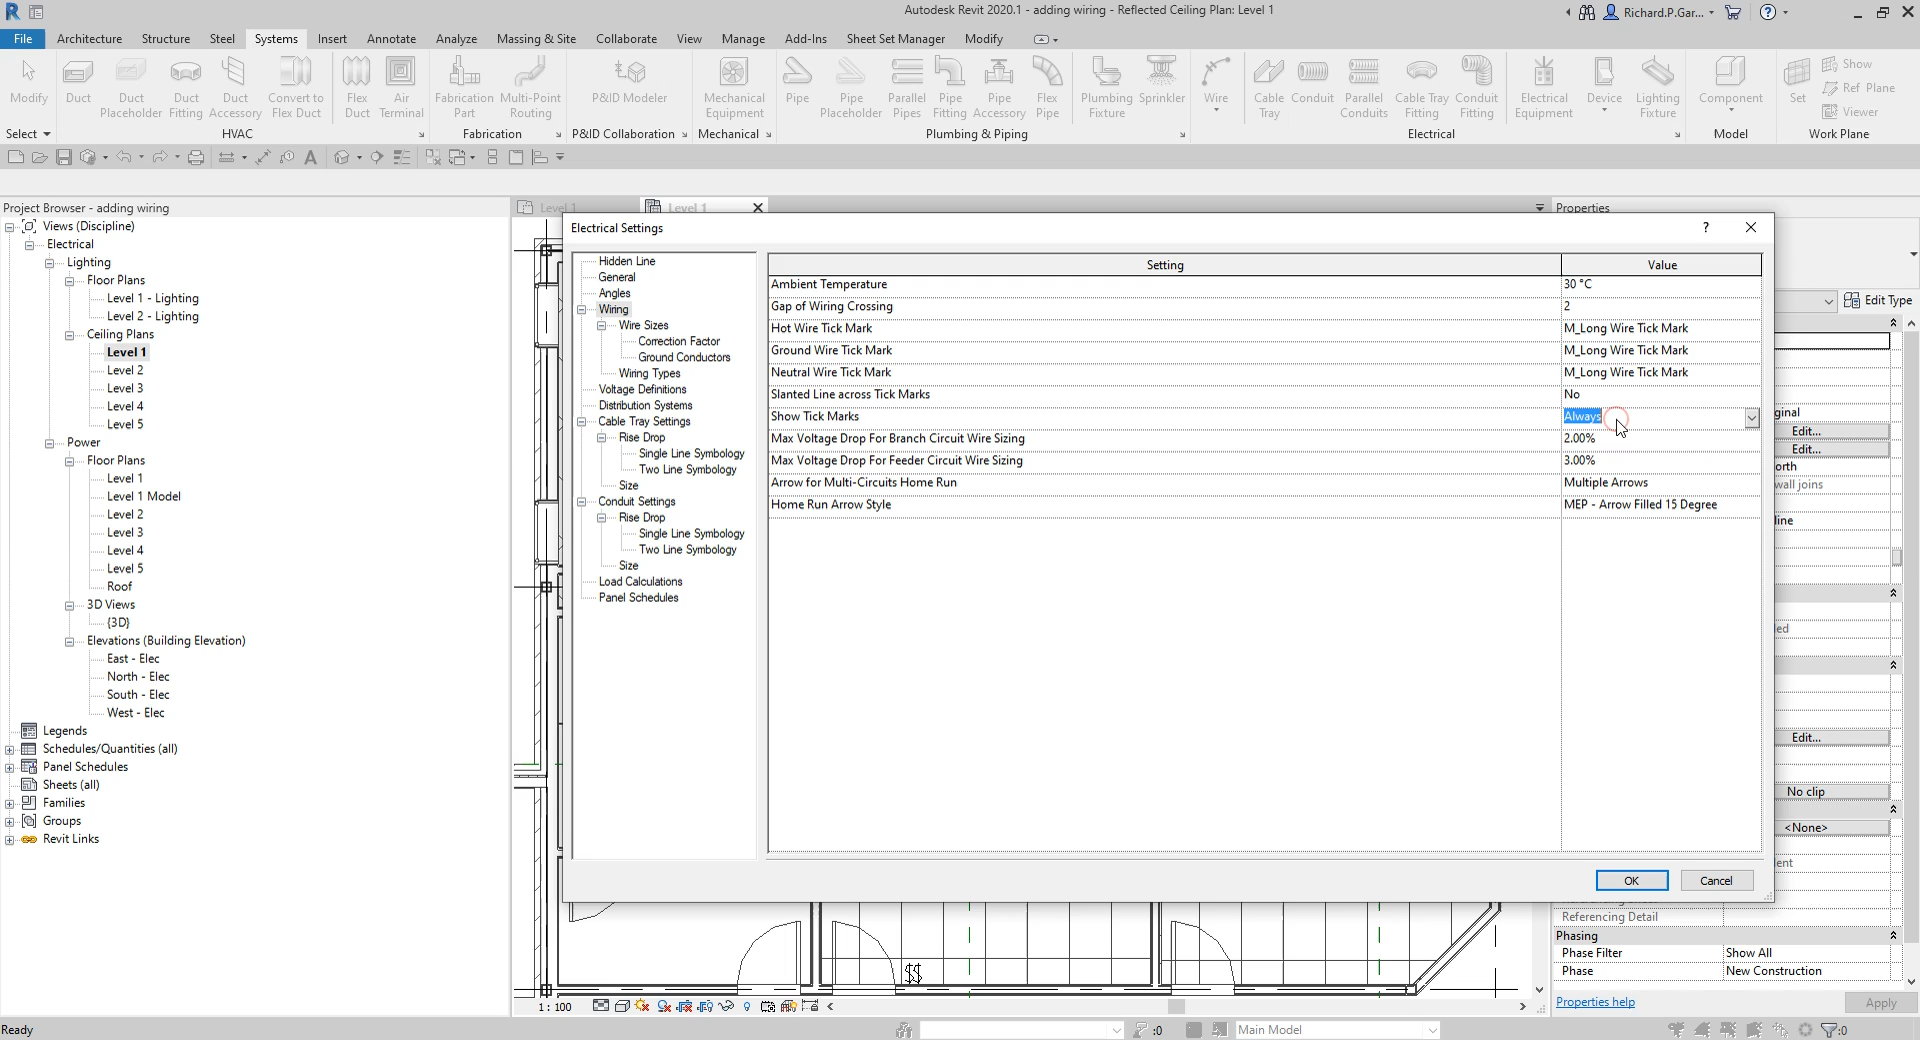 Autodesk Revit 2020.1 - adding wiring - Reflected Ceiling Plan: Level 1
Richard.P.Gar...
File Architecture Structure Steel Systems Insert Annotate Analyze Massing & Site Collaborate View Manage Add-Ins Sheet Set Manager Modify
Modify
Duct
Duct Placeholder
Duct Fitting
Duct Accessory
Convert to Flex Duct
Flex Duct
Air Terminal
Fabrication Part
Multi-Point Routing
P&ID Modeler
Mechanical Equipment
Pipe
Pipe Placeholder
Parallel Pipes
Pipe Fitting
Pipe Accessory
Flex Pipe
Plumbing Fixture
Sprinkler
Wire
Cable Tray
Conduit
Parallel Conduits
Cable Tray Fitting
Conduit Fitting
Electrical Equipment
Device
Lighting Fixture
Component
Set
Show
Ref Plane
Viewer
Select HVAC Fabrication P&ID Collaboration Mechanical Plumbing & Piping Electrical Model Work Plane
Project Browser - adding wiring
Views (Discipline)
Electrical
Lighting
Floor Plans
Level 1 - Lighting
Level 2 - Lighting
Ceiling Plans
Level 1
Level 2
Level 3
Level 4
Level 5
Power
Floor Plans
Level 1
Level 1 Model
Level 2
Level 3
Level 4
Level 5
Roof
3D Views
{3D}
Elevations (Building Elevation)
East - Elec
North - Elec
South - Elec
West - Elec
Legends
Schedules/Quantities (all)
Panel Schedules
Sheets (all)
Families
Groups
Revit Links
Level 1
Level 1
Electrical Settings
Hidden Line
General
Angles
Wiring
Wire Sizes
Correction Factor
Ground Conductors
Wiring Types
Voltage Definitions
Distribution Systems
Cable Tray Settings
Rise Drop
Single Line Symbology
Two Line Symbology
Size
Conduit Settings
Rise Drop
Single Line Symbology
Two Line Symbology
Size
Load Calculations
Panel Schedules
Setting Value
Ambient Temperature 30 °C
Gap of Wiring Crossing 2
Hot Wire Tick Mark M_Long Wire Tick Mark
Ground Wire Tick Mark M_Long Wire Tick Mark
Neutral Wire Tick Mark M_Long Wire Tick Mark
Slanted Line across Tick Marks No
Show Tick Marks Always
Max Voltage Drop For Branch Circuit Wire Sizing 2.00%
Max Voltage Drop For Feeder Circuit Wire Sizing 3.00%
Arrow for Multi-Circuits Home Run Multiple Arrows
Home Run Arrow Style MEP - Arrow Filled 15 Degree
OK Cancel
Properties
Edit Type
ginal
Edit...
Edit...
orth
wall joins
line
led
Edit...
No clip
<None>
ent
Referencing Detail
Phasing
Phase Filter Show All
Phase New Construction
Properties help
Apply
$$
1 : 100
Ready
:0
Main Model
:0